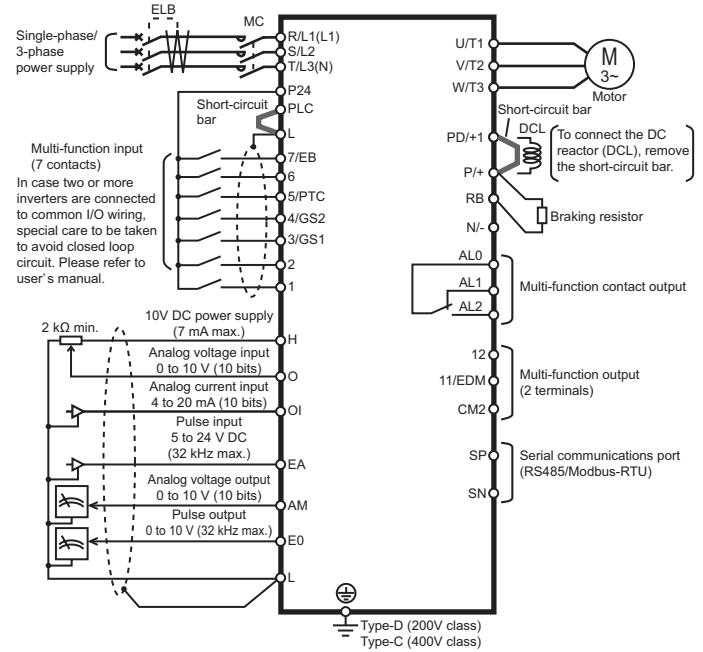 ELB
MC
Single-phase/
3-phase
power supply
R/L1(L1)
S/L2
T/L3(N)
P24
Short-circuit
bar
PLC
L
Multi-function input
(7 contacts)
In case two or more
inverters are connected
to common I/O wiring,
special care to be taken
to avoid closed loop
circuit. Please refer to
user`s manual.
7/EB
6
5/PTC
4/GS2
3/GS1
2
1
2 kΩ min.
10V DC power supply
(7 mA max.)
H
Analog voltage input
0 to 10 V (10 bits)
O
Analog current input
4 to 20 mA (10 bits)
OI
Pulse input
5 to 24 V DC
(32 kHz max.)
EA
Analog voltage output
0 to 10 V (10 bits)
AM
Pulse output
0 to 10 V (32 kHz max.)
E0
L
U/T1
V/T2
W/T3
M
3~
Motor
Short-circuit bar
PD/+1
DCL
To connect the DC
reactor (DCL), remove
the short-circuit bar.
P/+
RB
Braking resistor
N/-
AL0
AL1
AL2
Multi-function contact output
12
11/EDM
CM2
Multi-function output
(2 terminals)
SP
SN
Serial communications port
(RS485/Modbus-RTU)
Type-D (200V class)
Type-C (400V class)